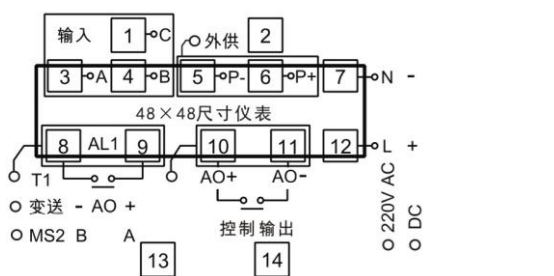 输入 1 C 外供 2
3 A 4 B 5 P- 6 P+ 7 N -
48×48尺寸仪表
8 AL1 9 10 11 12 L +
T1 AO+ AO-
变送 - AO + 控制输出
MS2 B A
13 14
220V AC
DC